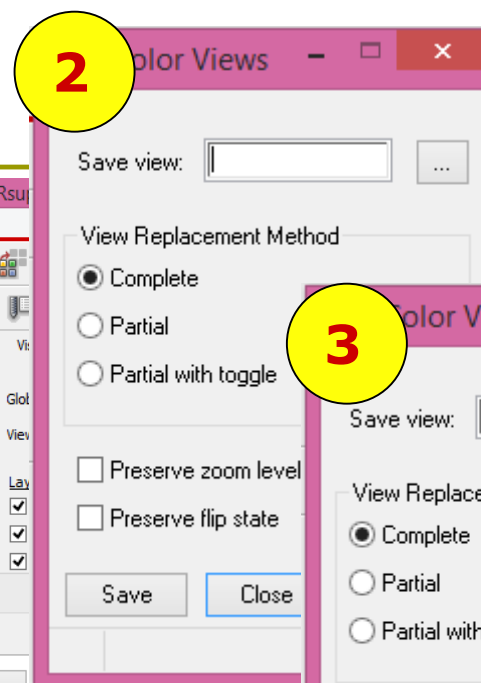 2
olor Views
Save view:
...
View Replacement Method
Complete
Partial
Partial with toggle
Preserve zoom level
Preserve flip state
Save
Close
3
olor V
Save view:
View Replace
Complete
Partial
Partial with
Rsup
Vi
Glob
View
Lay